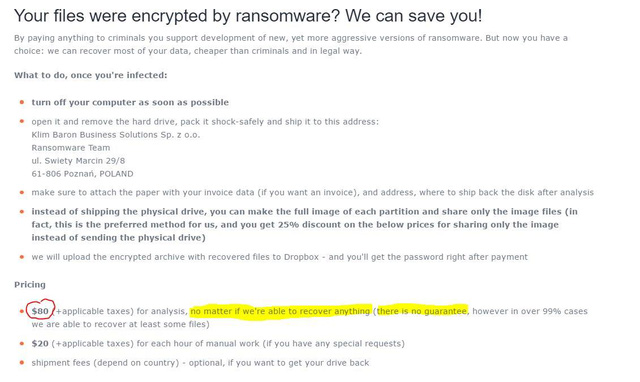 Your files were encrypted by ransomware? We can save you!
By paying anything to criminals you support development of new, yet more aggressive versions of ransomware. But now you have a
choice: we can recover most of your data, cheaper than criminals and in legal way.
What to do, once you're infected:
turn off your computer as soon as possible
open it and remove the hard drive, pack it shock-safely and ship it to this address:
Klim Baron Business Solutions Sp. z o.o.
Ransomware Team
ul. Swiety Marcin 29/8
61-806 Poznań, POLAND
make sure to attach the paper with your invoice data (if you want an invoice), and address, where to ship back the disk after analysis
instead of shipping the physical drive, you can make the full image of each partition and share only the image files (in
fact, this is the preferred method for us, and you get 25% discount on the below prices for sharing only the image
instead of sending the physical drive)
we will upload the encrypted archive with recovered files to Dropbox - and you'll get the password right after payment
Pricing
$80 (+applicable taxes) for analysis, no matter if we're able to recover anything (there is no guarantee, however in over 99% cases
we are able to recover at least some files)
$20 (+applicable taxes) for each hour of manual work (if you have any special requests)
shipment fees (depend on country) - optional, if you want to get your drive back